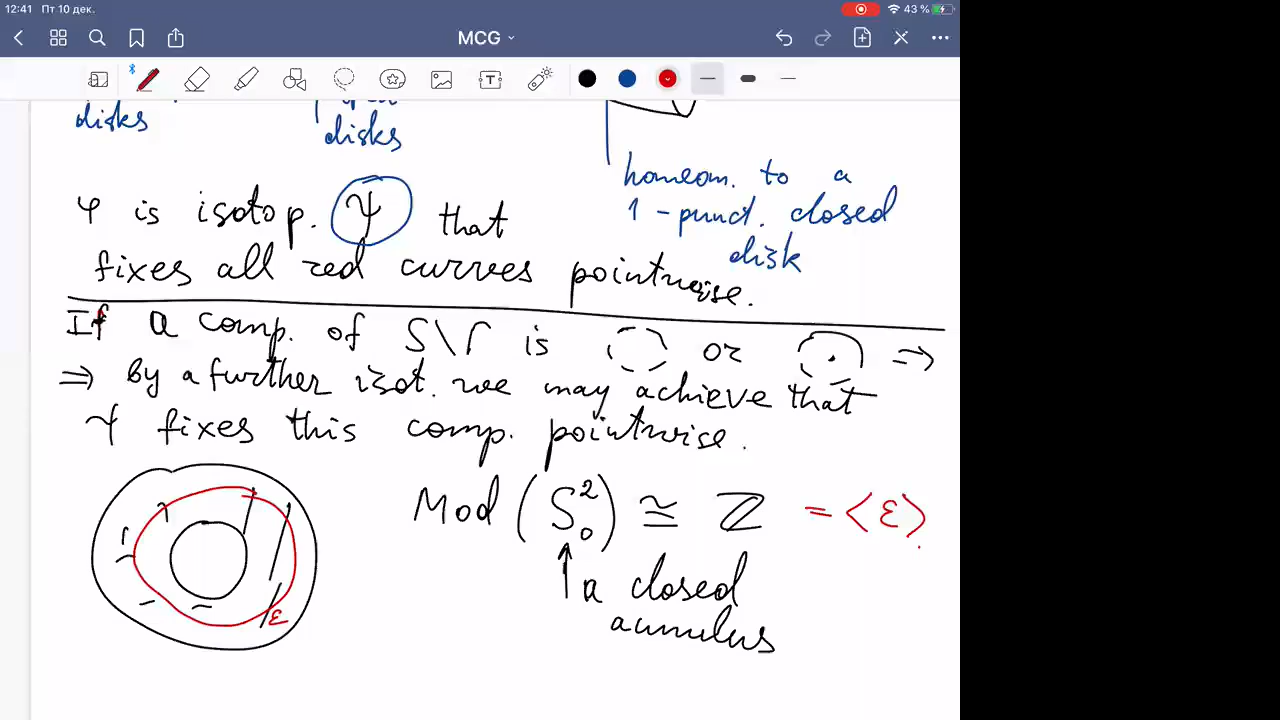 12:41 Пт 10 дек.
43 %
MCG
disks
disks
homeom. to a
1-punct. closed
disk
φ is isotop. Ψ that
fixes all red curves pointwise.
If a comp. of S\Γ is or ⇒
⇒ By a further isot. we may achieve that
Ψ fixes this comp. pointwise.
Mod (S₀²) ≅ ℤ = <ε>.
↑ a closed
annulus
ε